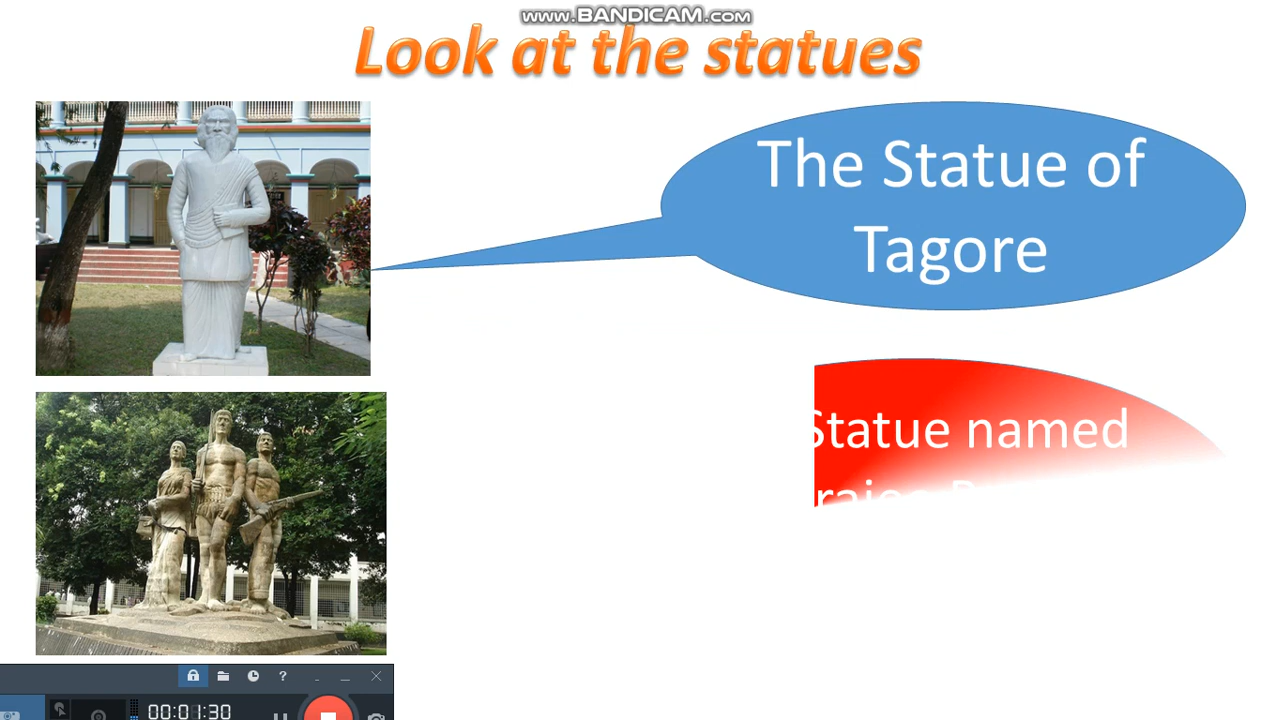 www.BANDICAM.com
Look at the statues
The Statue of
Tagore
Statue named
00:01:30